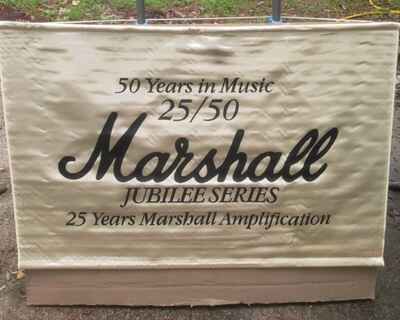 50 Years in Music
25/50
Marshall
JUBILEE SERIES
25 Years Marshall Amplification